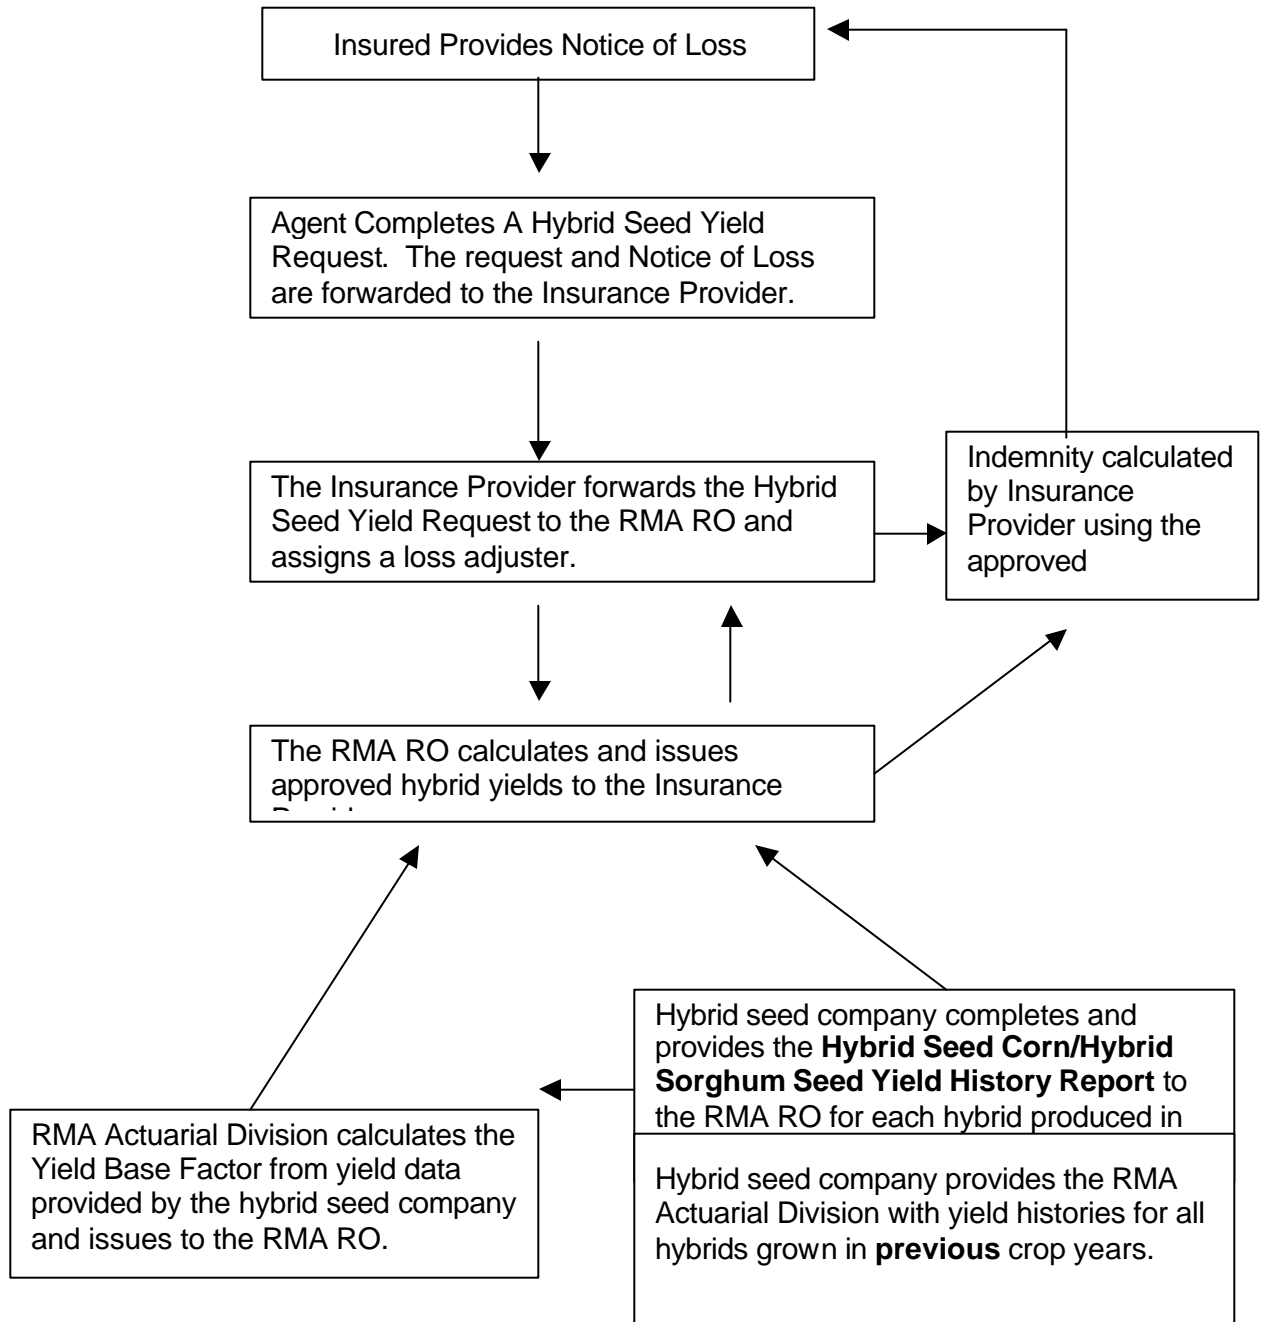 Insured Provides Notice of Loss
Agent Completes A Hybrid Seed Yield
Request.  The request and Notice of Loss
are forwarded to the Insurance Provider.
The Insurance Provider forwards the Hybrid
Seed Yield Request to the RMA RO and
assigns a loss adjuster.
Indemnity calculated
by Insurance
Provider using the
approved
The RMA RO calculates and issues
approved hybrid yields to the Insurance
Hybrid seed company completes and
provides the Hybrid Seed Corn/Hybrid
Sorghum Seed Yield History Report to
the RMA RO for each hybrid produced in
RMA Actuarial Division calculates the
Yield Base Factor from yield data
provided by the hybrid seed company
and issues to the RMA RO.
Hybrid seed company provides the RMA
Actuarial Division with yield histories for all
hybrids grown in previous crop years.